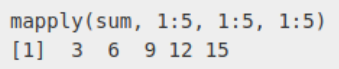 mapply(sum, 1:5, 1:5, 1:5)
[1]  3  6  9 12 15